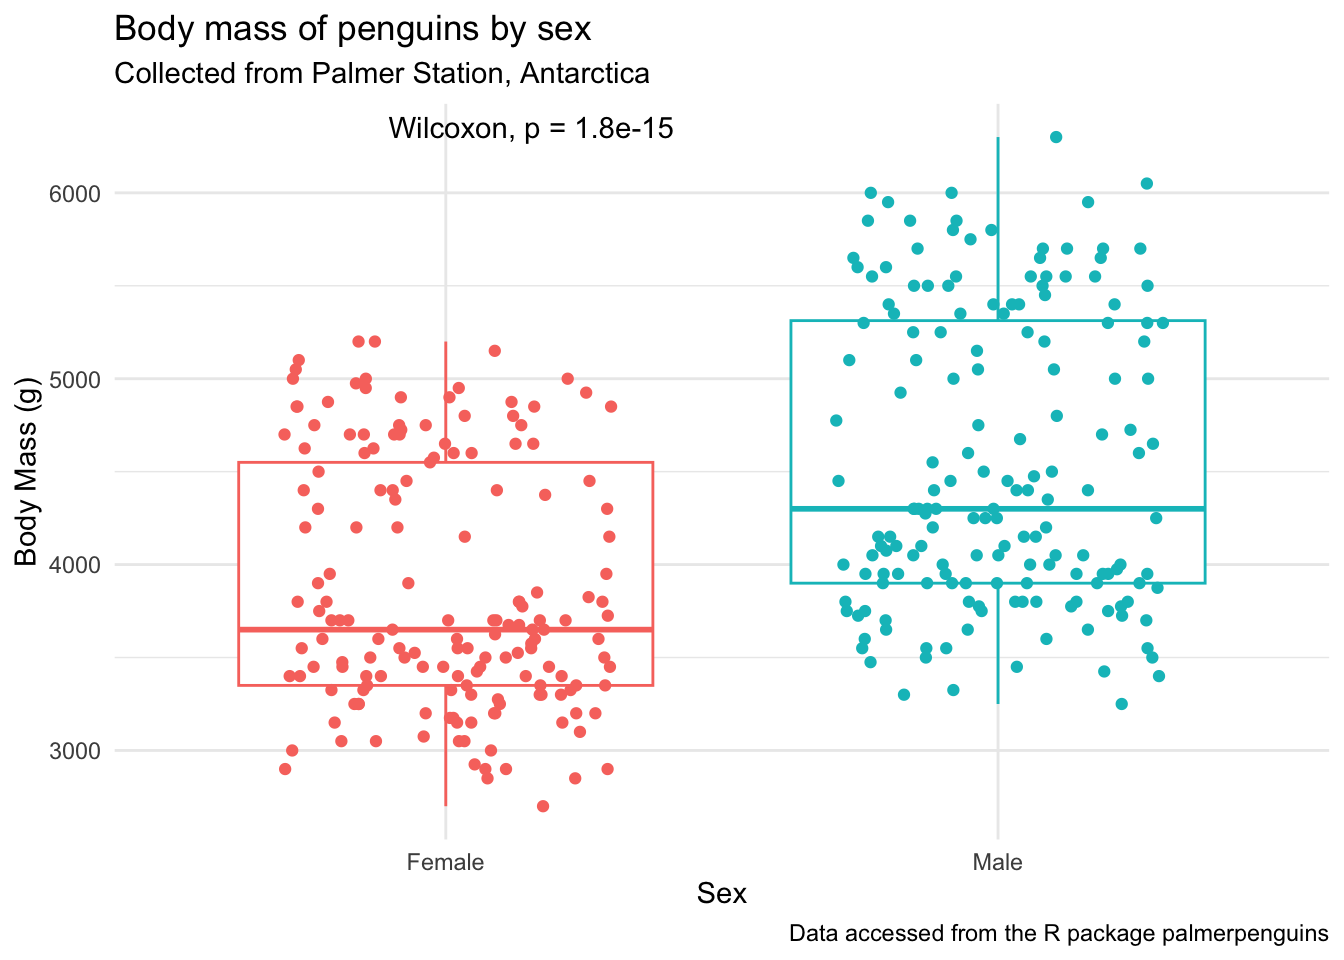 Body mass of penguins by sex
Collected from Palmer Station, Antarctica
Wilcoxon, p = 1.8e-15
6000
5000
4000
3000
Body Mass (g)
Female
Male
Sex
Data accessed from the R package palmerpenguins